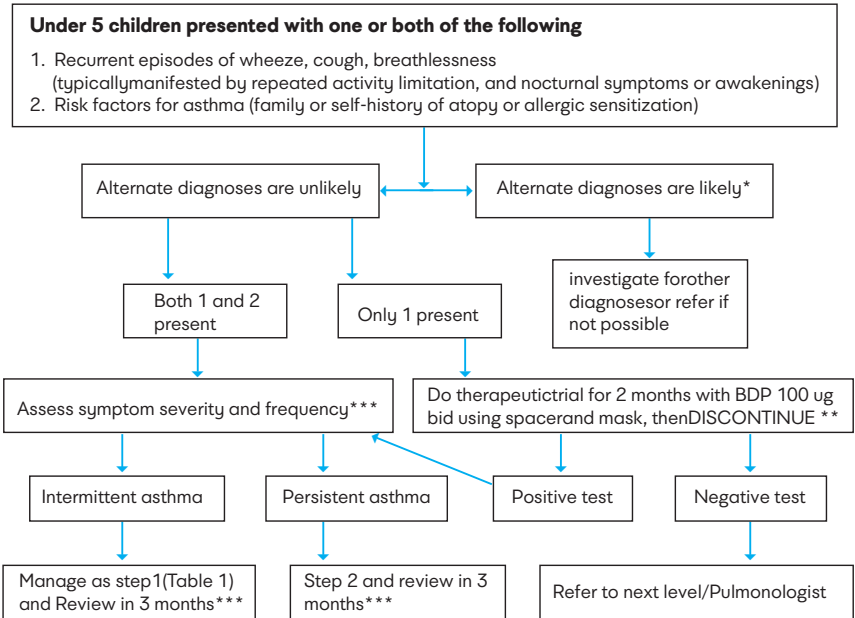 Under 5 children presented with one or both of the following
1. Recurrent episodes of wheeze, cough, breathlessness
(typicallymanifested by repeated activity limitation, and nocturnal symptoms or awakenings)
2. Risk factors for asthma (family or self-history of atopy or allergic sensitization)
Alternate diagnoses are unlikely
Alternate diagnoses are likely*
investigate forother
diagnosesor refer if
not possible
Both 1 and 2
present
Only 1 present
Assess symptom severity and frequency***
Do therapeutictrial for 2 months with BDP 100 ug
bid using spacerand mask, thenDISCONTINUE **
Intermittent asthma
Persistent asthma
Positive test
Negative test
Manage as step1(Table 1)
and Review in 3 months***
Step 2 and review in 3
months***
Refer to next level/Pulmonologist